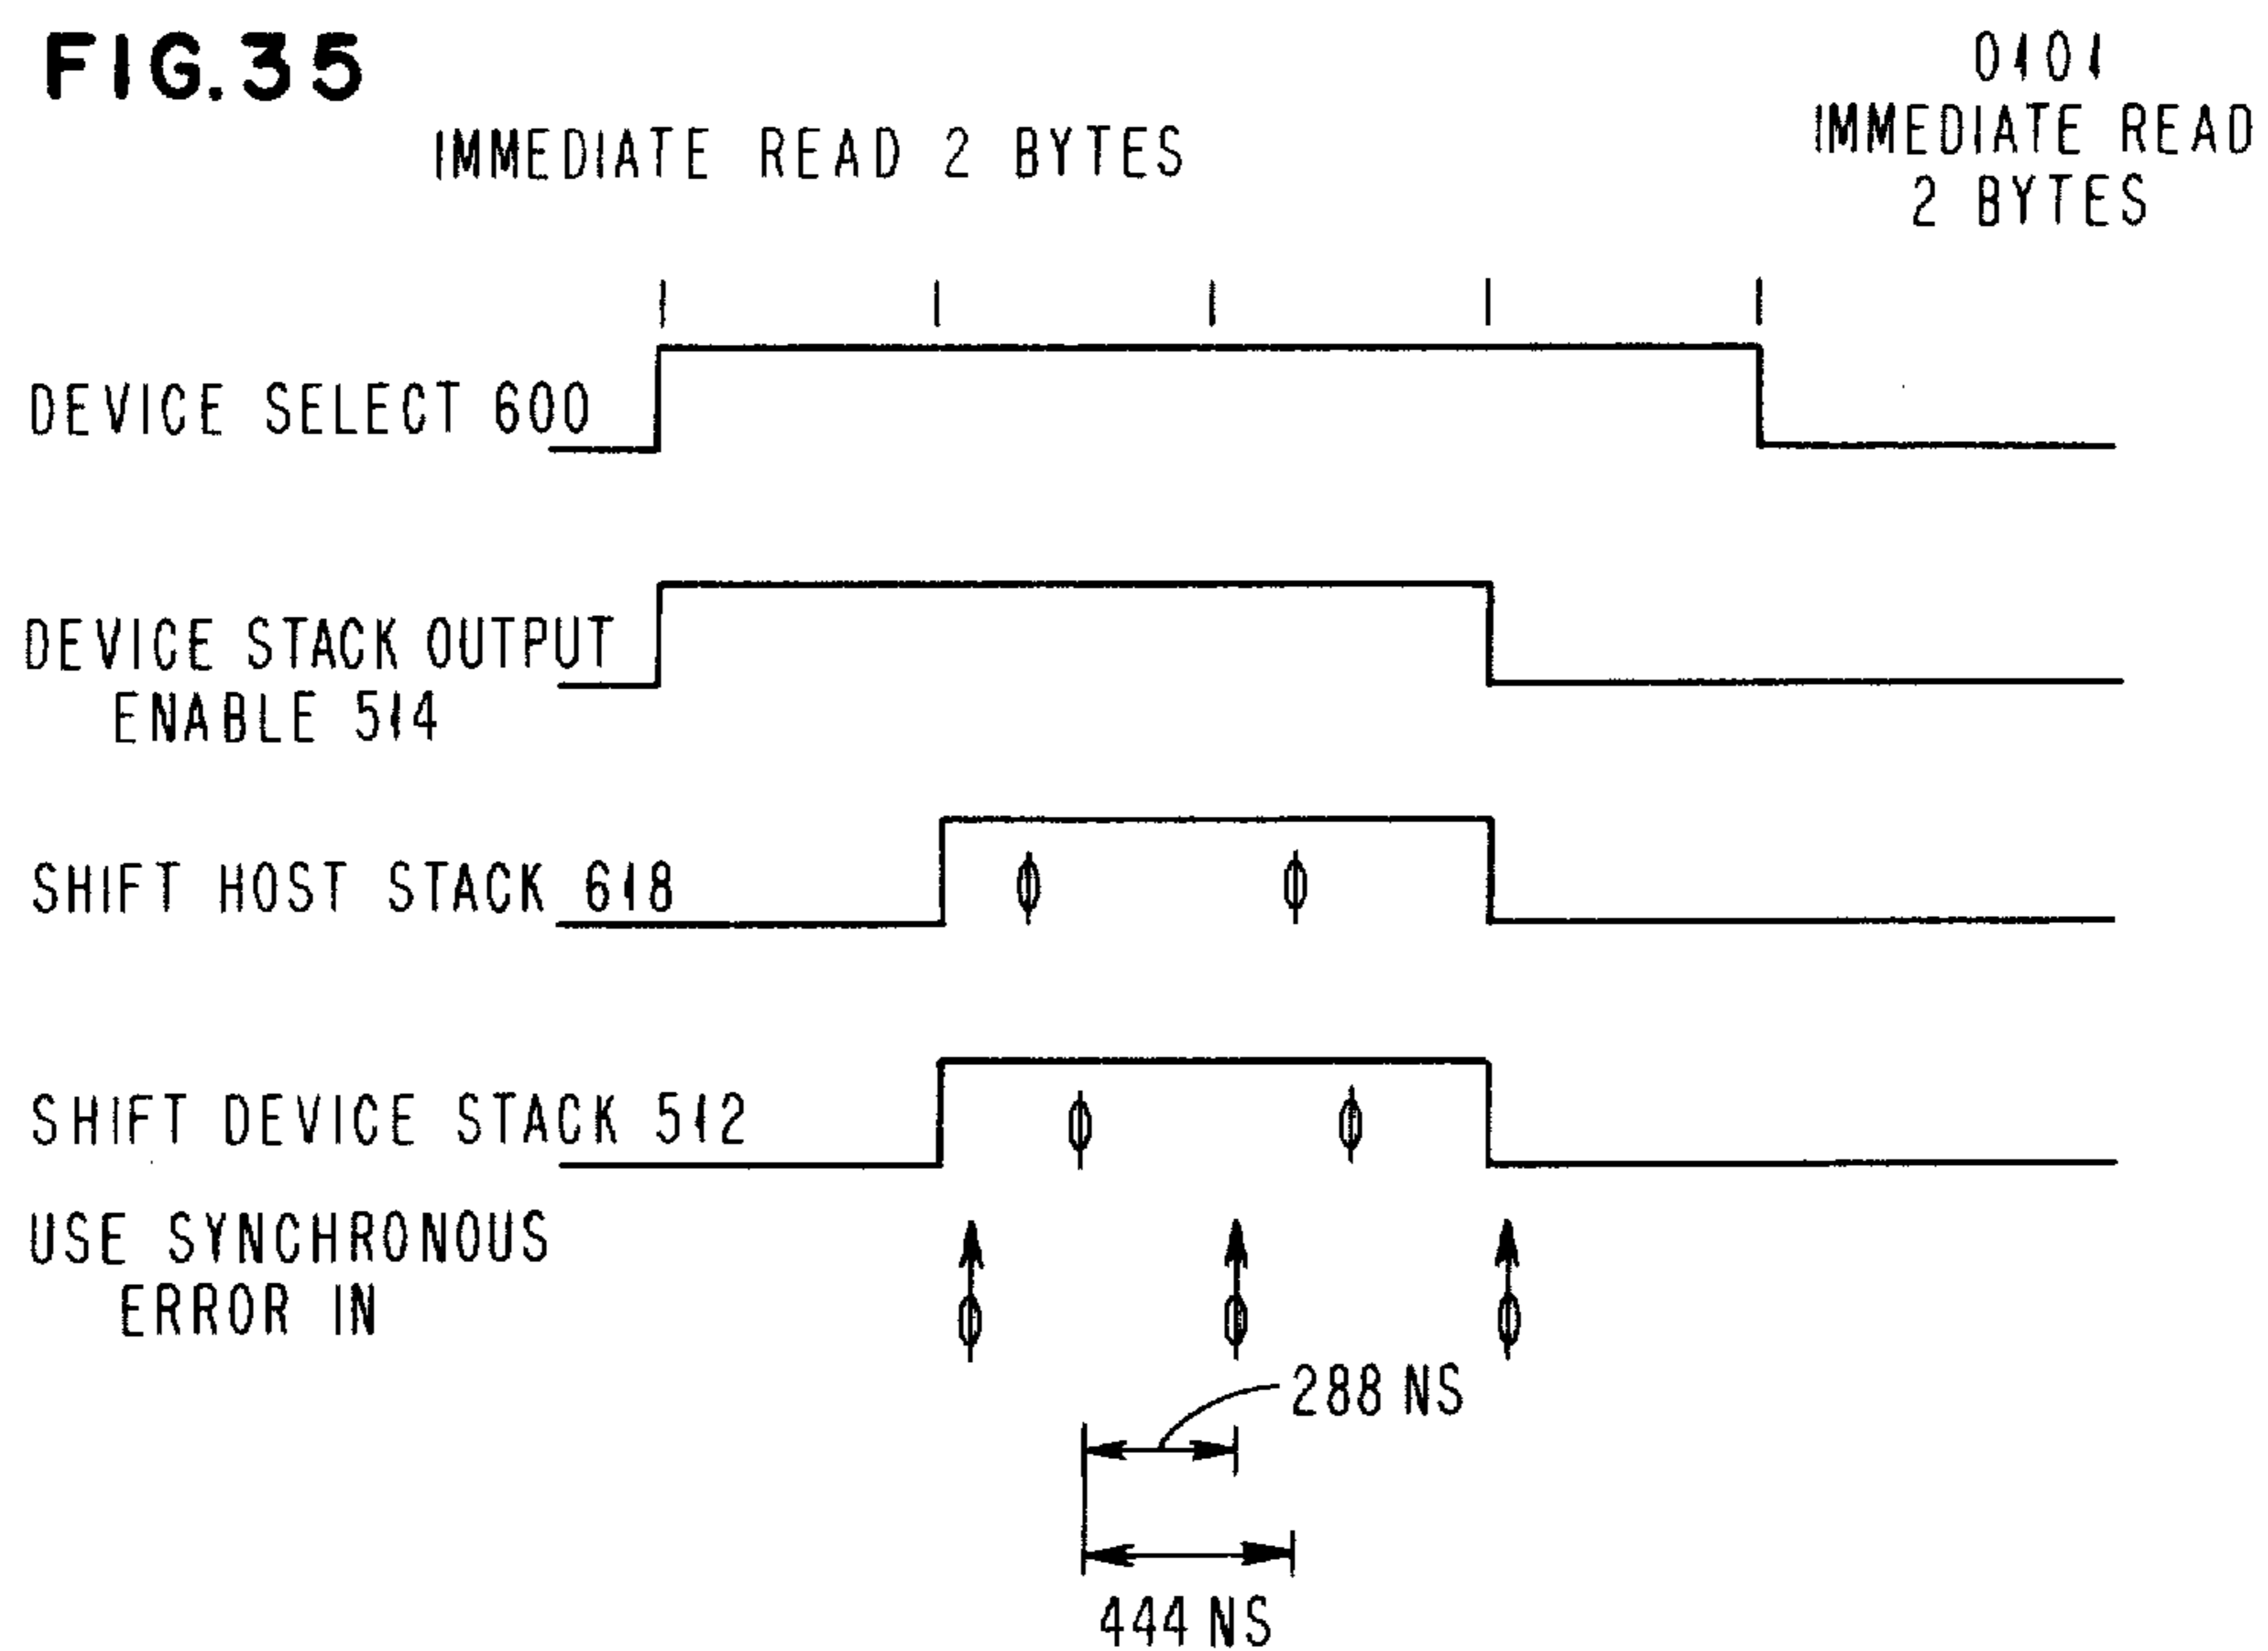 FIG.35
0101
IMMEDIATE READ 2 BYTES
IMMEDIATE READ
2 BYTES
DEVICE SELECT 600
DEVICE STACK OUTPUT
ENABLE 514
SHIFT HOST STACK 618
SHIFT DEVICE STACK 512
USE SYNCHRONOUS
ERROR IN
288 NS
444 NS